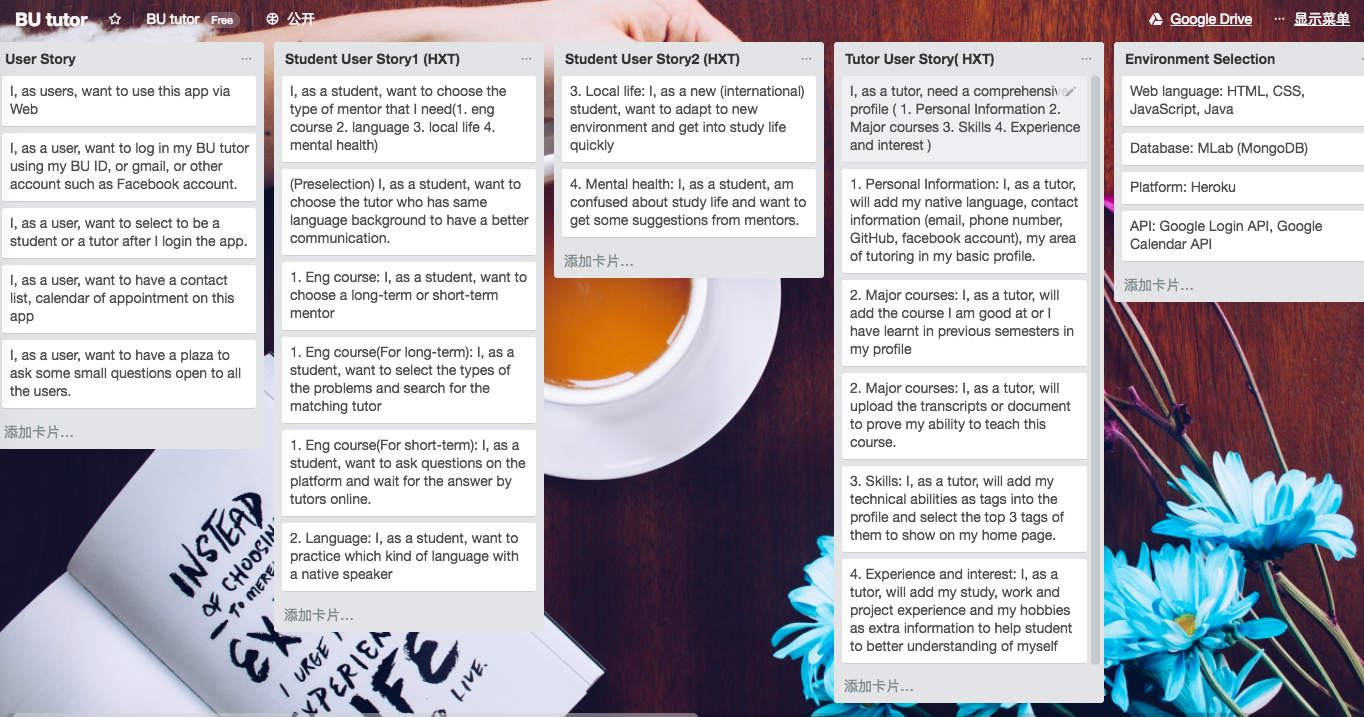 BU tutor
BU tutor Free
公开
Google Drive
显示菜单
User Story
I, as users, want to use this app via
Web
I, as a user, want to log in my BU tutor
using my BU ID, or gmail, or other
account such as Facebook account.
I, as a user, want to select to be a
student or a tutor after I login the app.
I, as a user, want to have a contact
list, calendar of appointment on this
app
I, as a user, want to have a plaza to
ask some small questions open to all
the users.
添加卡片...
Student User Story1 (HXT)
I, as a student, want to choose the
type of mentor that I need(1. eng
course 2. language 3. local life 4.
mental health)
(Preselection) I, as a student, want to
choose the tutor who has same
language background to have a better
communication.
1. Eng course: I, as a student, want to
choose a long-term or short-term
mentor
1. Eng course(For long-term): I, as a
student, want to select the types of
the problems and search for the
matching tutor
1. Eng course(For short-term): I, as a
student, want to ask questions on the
platform and wait for the answer by
tutors online.
2. Language: I, as a student, want to
practice which kind of language with
a native speaker
添加卡片...
Student User Story2 (HXT)
3. Local life: I, as a new (international)
student, want to adapt to new
environment and get into study life
quickly
4. Mental health: I, as a student, am
confused about study life and want to
get some suggestions from mentors.
添加卡片...
Tutor User Story( HXT)
I, as a tutor, need a comprehensive
profile ( 1. Personal Information 2.
Major courses 3. Skills 4. Experience
and interest )
1. Personal Information: I, as a tutor,
will add my native language, contact
information (email, phone number,
GitHub, facebook account), my area
of tutoring in my basic profile.
2. Major courses: I, as a tutor, will
add the course I am good at or I
have learnt in previous semesters in
my profile
2. Major courses: I, as a tutor, will
upload the transcripts or document
to prove my ability to teach this
course.
3. Skills: I, as a tutor, will add my
technical abilities as tags into the
profile and select the top 3 tags of
them to show on my home page.
4. Experience and interest: I, as a
tutor, will add my study, work and
project experience and my hobbies
as extra information to help student
to better understanding of myself
添加卡片...
Environment Selection
Web language: HTML, CSS,
JavaScript, Java
Database: MLab (MongoDB)
Platform: Heroku
API: Google Login API, Google
Calendar API
添加卡片...
INSTEAD
OF CHOOSING
TO MERE
I URGE
LIFE
TO LIVE.